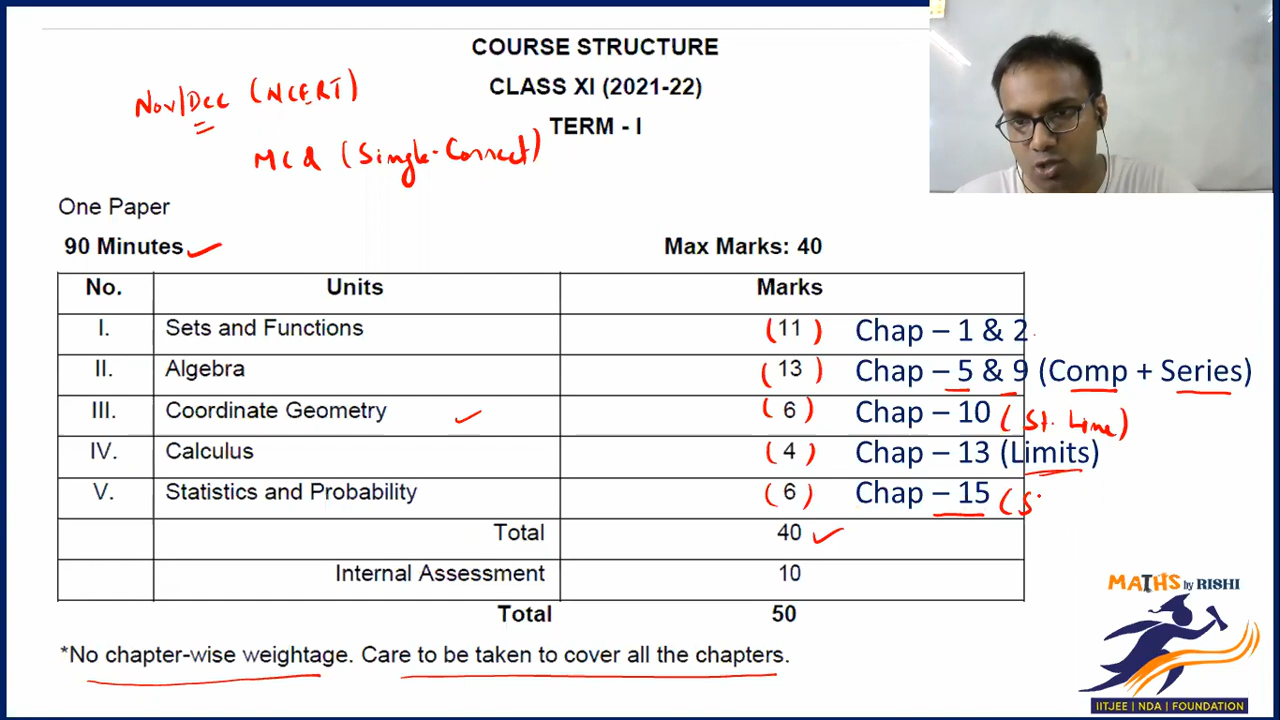 COURSE STRUCTURE
CLASS XI (2021-22)
TERM - I
Nov/Dec (NCERT)
MCQ (Single-Correct)
One Paper
90 Minutes Max Marks: 40
No. Units Marks
I. Sets and Functions (11) Chap – 1 & 2
II. Algebra (13) Chap – 5 & 9 (Comp + Series)
III. Coordinate Geometry (6) Chap – 10 (St. Line)
IV. Calculus (4) Chap – 13 (Limits)
V. Statistics and Probability (6) Chap – 15 (S
Total 40
Internal Assessment 10
Total 50
*No chapter-wise weightage. Care to be taken to cover all the chapters.
MATHS by RISHI
IITJEE | NDA | FOUNDATION